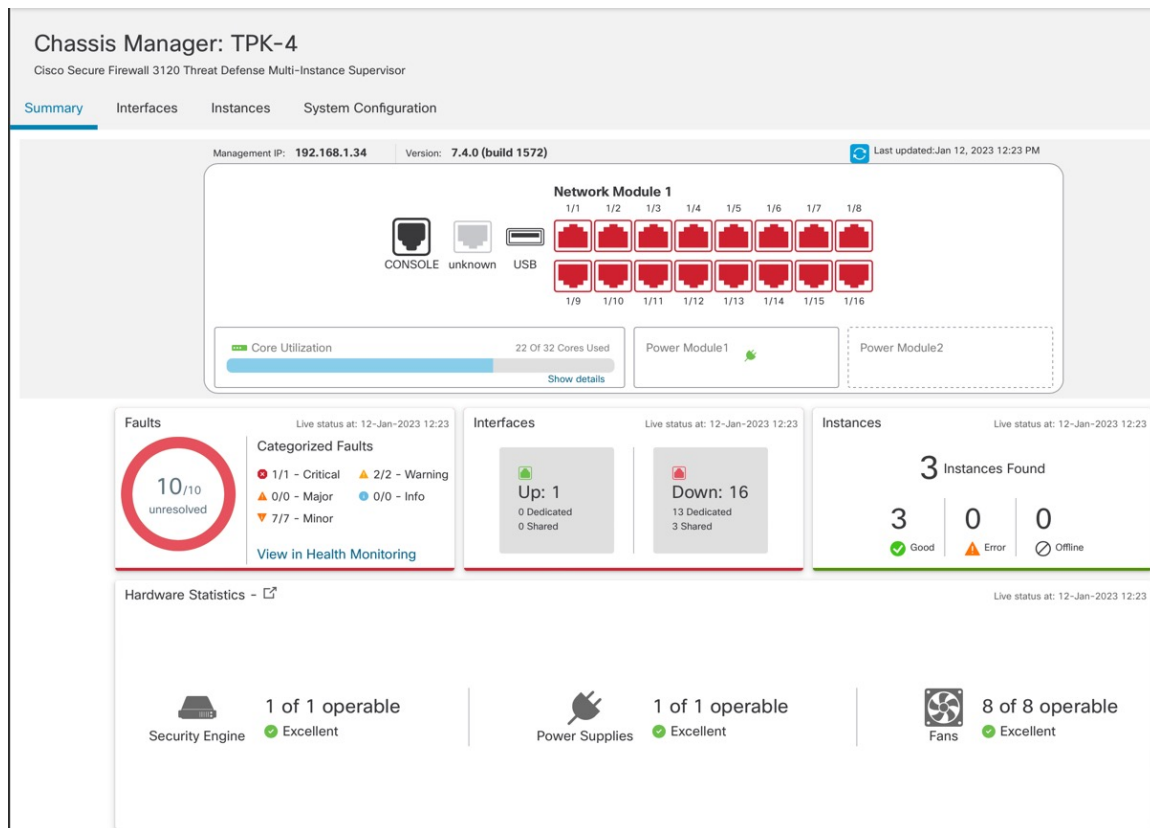 Chassis Manager: TPK-4
Cisco Secure Firewall 3120 Threat Defense Multi-Instance Supervisor
Summary Interfaces Instances System Configuration
Management IP: 192.168.1.34 Version: 7.4.0 (build 1572) Last updated:Jan 12, 2023 12:23 PM
Network Module 1
1/1 1/2 1/3 1/4 1/5 1/6 1/7 1/8
CONSOLE unknown USB
1/9 1/10 1/11 1/12 1/13 1/14 1/15 1/16
Core Utilization 22 Of 32 Cores Used
Show details
Power Module1
Power Module2
Faults Live status at: 12-Jan-2023 12:23
10/10
unresolved
Categorized Faults
1/1 - Critical 2/2 - Warning
0/0 - Major 0/0 - Info
7/7 - Minor
View in Health Monitoring
Interfaces Live status at: 12-Jan-2023 12:23
Up: 1
0 Dedicated
0 Shared
Down: 16
13 Dedicated
3 Shared
Instances Live status at: 12-Jan-2023 12:23
3 Instances Found
3 0 0
Good Error Offline
Hardware Statistics - Live status at: 12-Jan-2023 12:23
Security Engine
1 of 1 operable
Excellent
Power Supplies
1 of 1 operable
Excellent
Fans
8 of 8 operable
Excellent